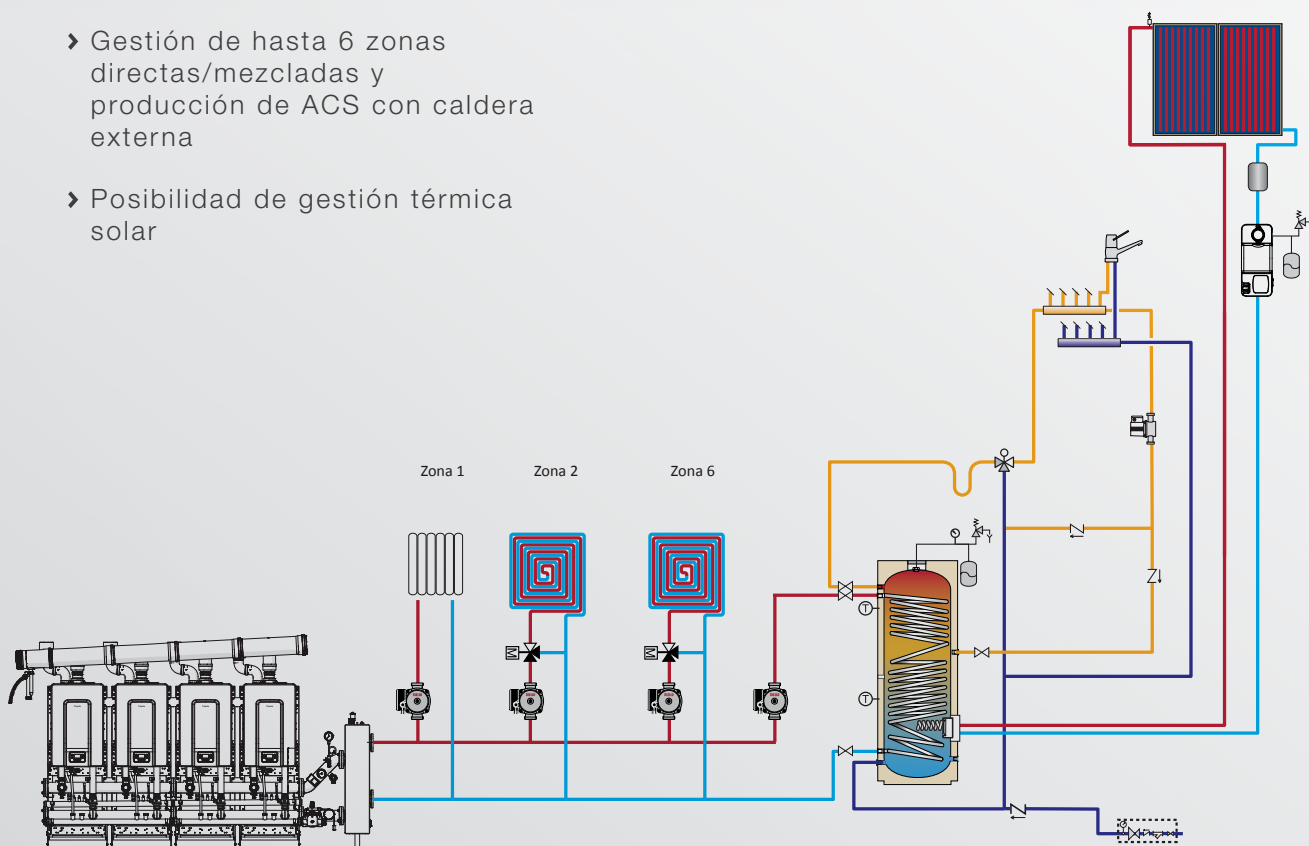 Gestión de hasta 6 zonas
directas/mezcladas y
producción de ACS con caldera
externa
Posibilidad de gestión térmica
solar
Zona 1
Zona 2
Zona 6
M
M
T
T